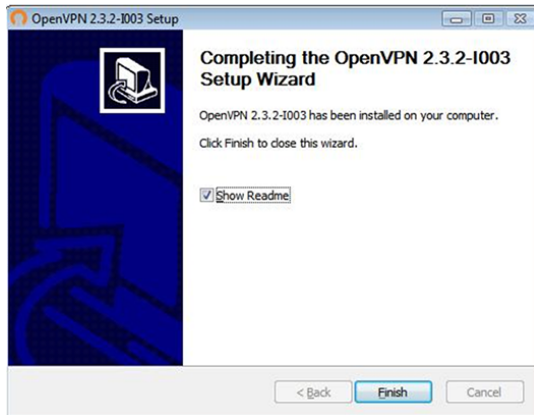 OpenVPN 2.3.2-I003 Setup
Completing the OpenVPN 2.3.2-I003
Setup Wizard
OpenVPN 2.3.2-I003 has been installed on your computer.
Click Finish to close this wizard.
Show Readme
< Back Finish Cancel